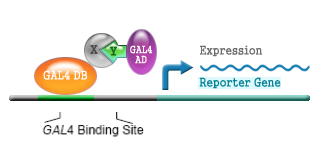 X Y GAL4
AD
GAL4 DB
Expression
Reporter Gene
GAL4 Binding Site